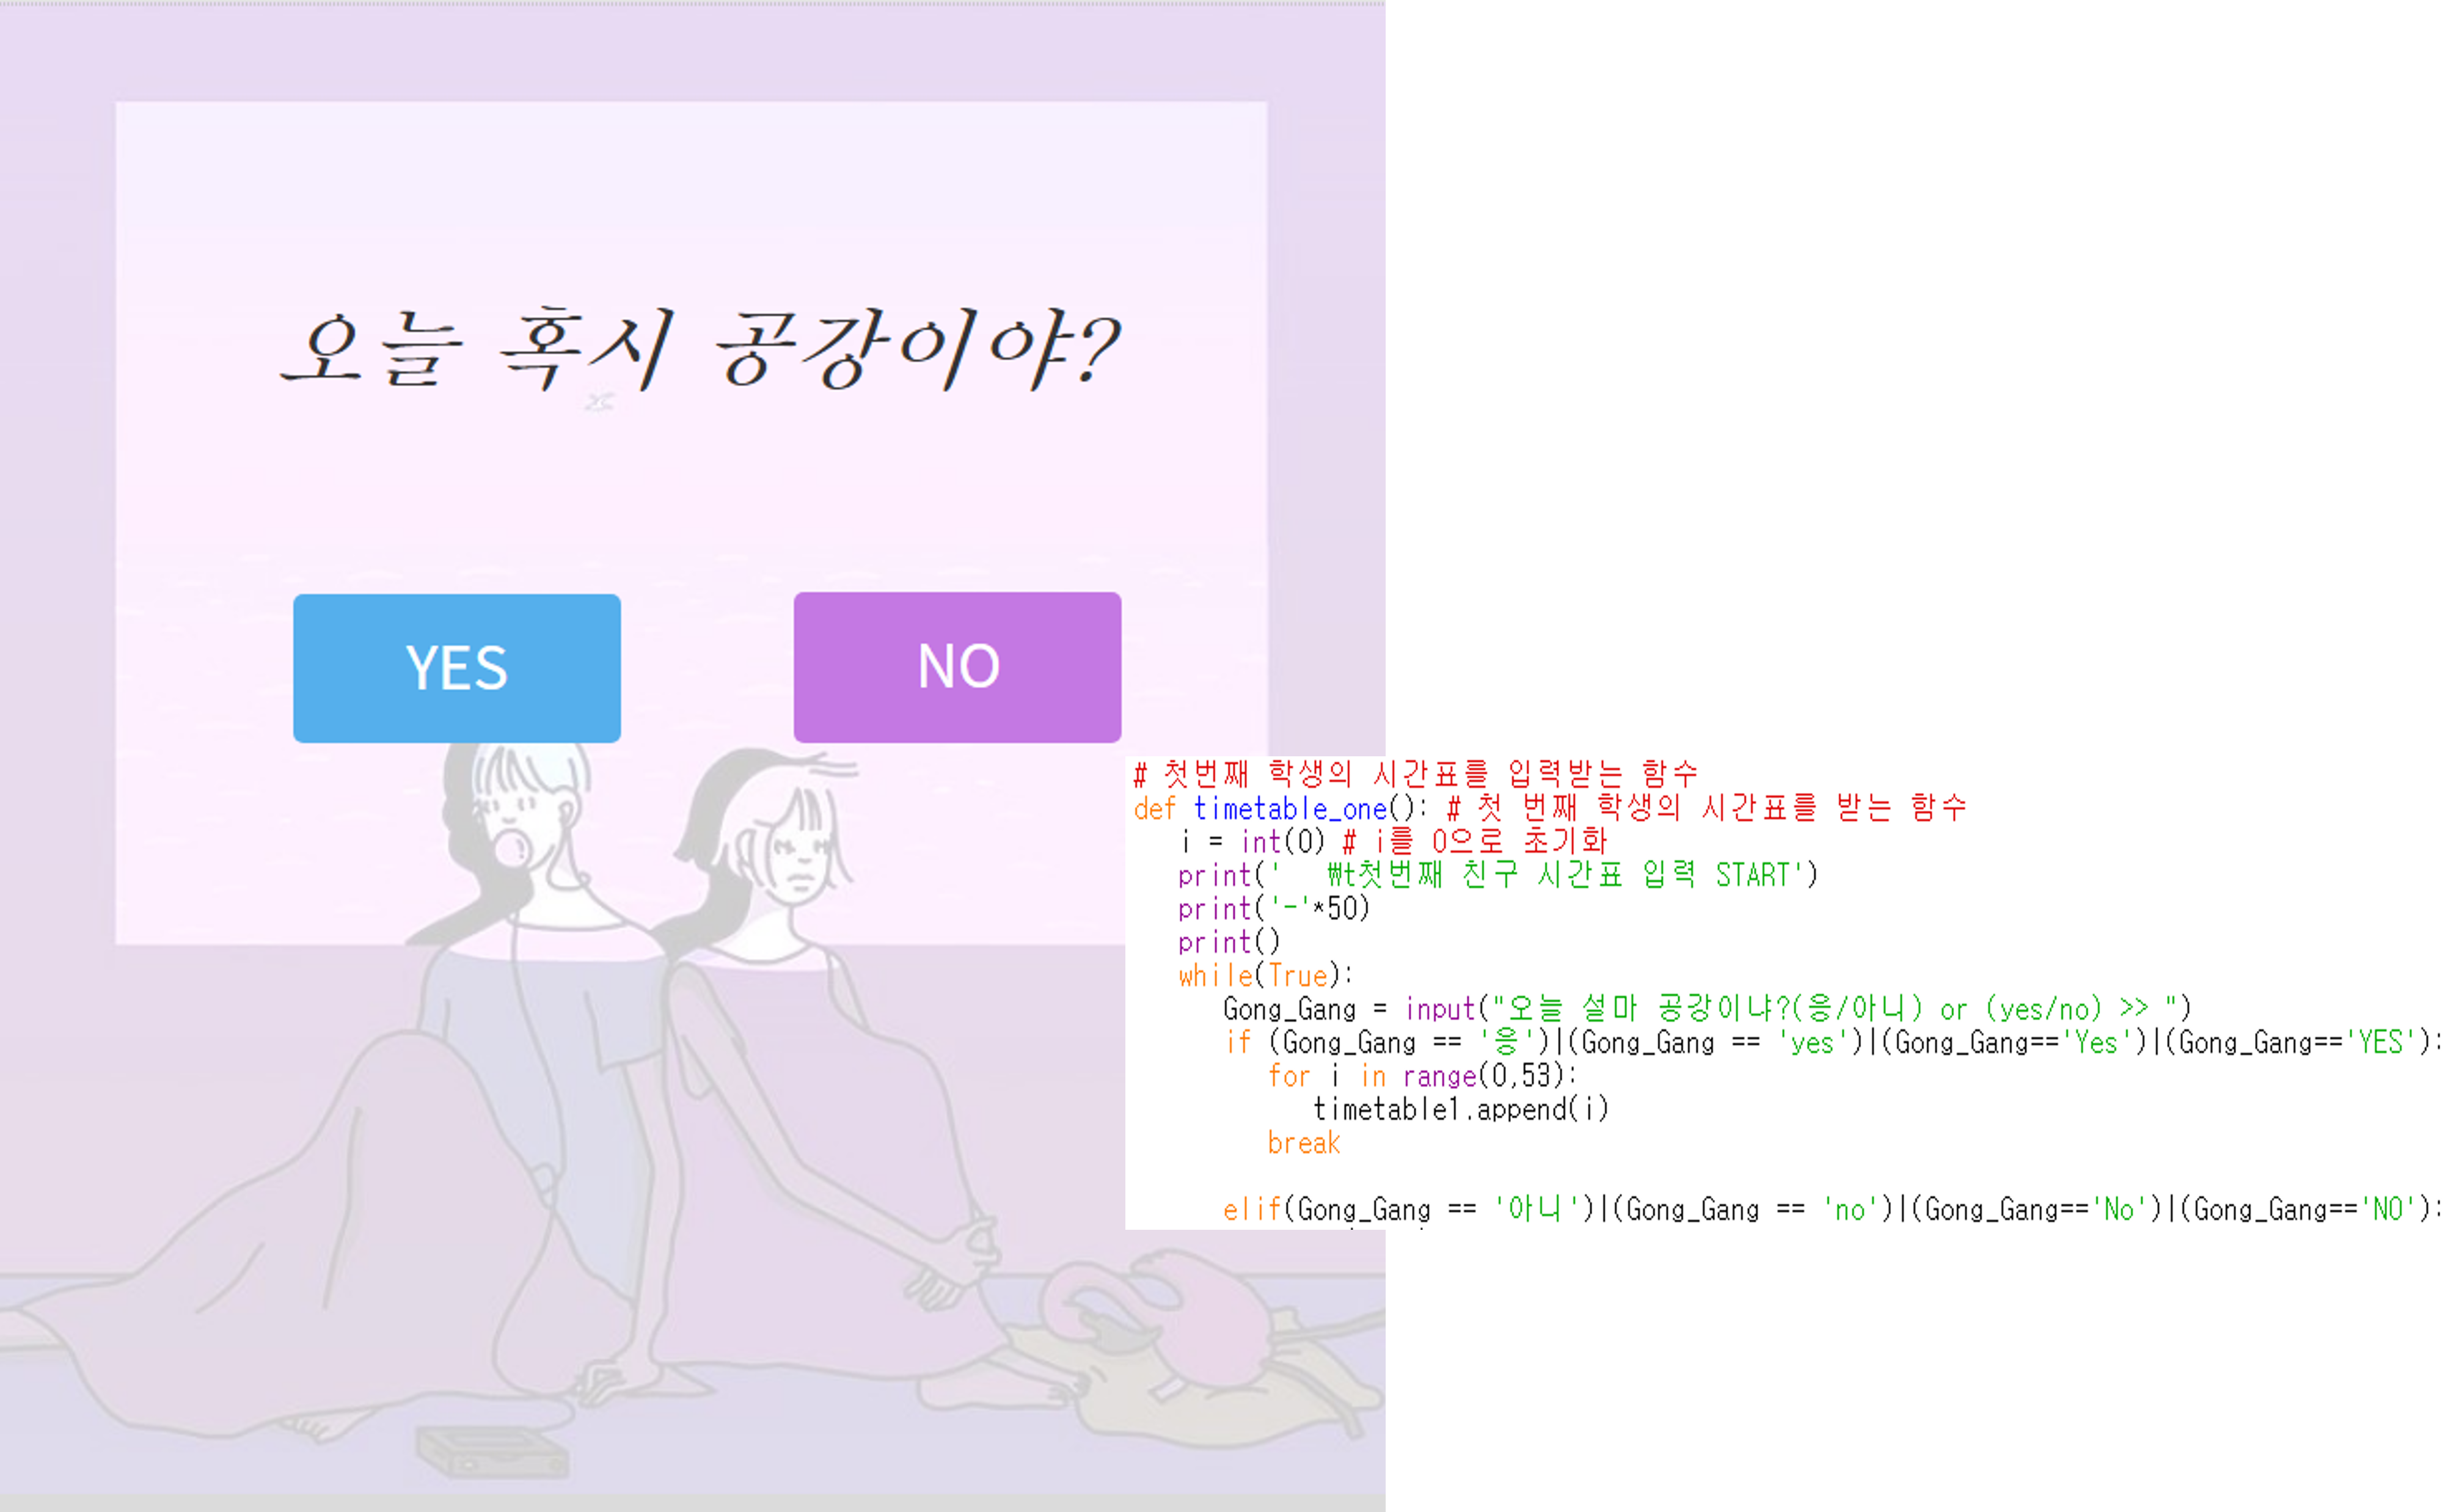 오늘 혹시 공강이야?
YES
NO
# 첫번째 학생의 시간표를 입력받는 함수
def timetable_one(): # 첫 번째 학생의 시간표를 받는 함수
i = int(0) # i를 0으로 초기화
print('   ₩t첫번째 친구 시간표 입력 START')
print('-'*50)
print()
while(True):
Gong_Gang = input("오늘 설마 공강이냐?(응/아니) or (yes/no) >> ")
if (Gong_Gang == '응')|(Gong_Gang == 'yes')|(Gong_Gang=='Yes')|(Gong_Gang=='YES'):
for i in range(0,53):
timetable1.append(i)
break
elif(Gong_Gang == '아니')|(Gong_Gang == 'no')|(Gong_Gang=='No')|(Gong_Gang=='NO'):